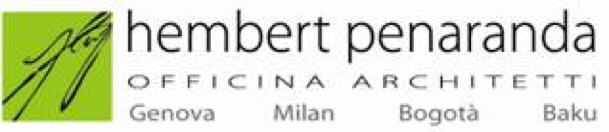 hembert penaranda
OFFICINA ARCHITETTI
Genova Milan Bogotà Baku